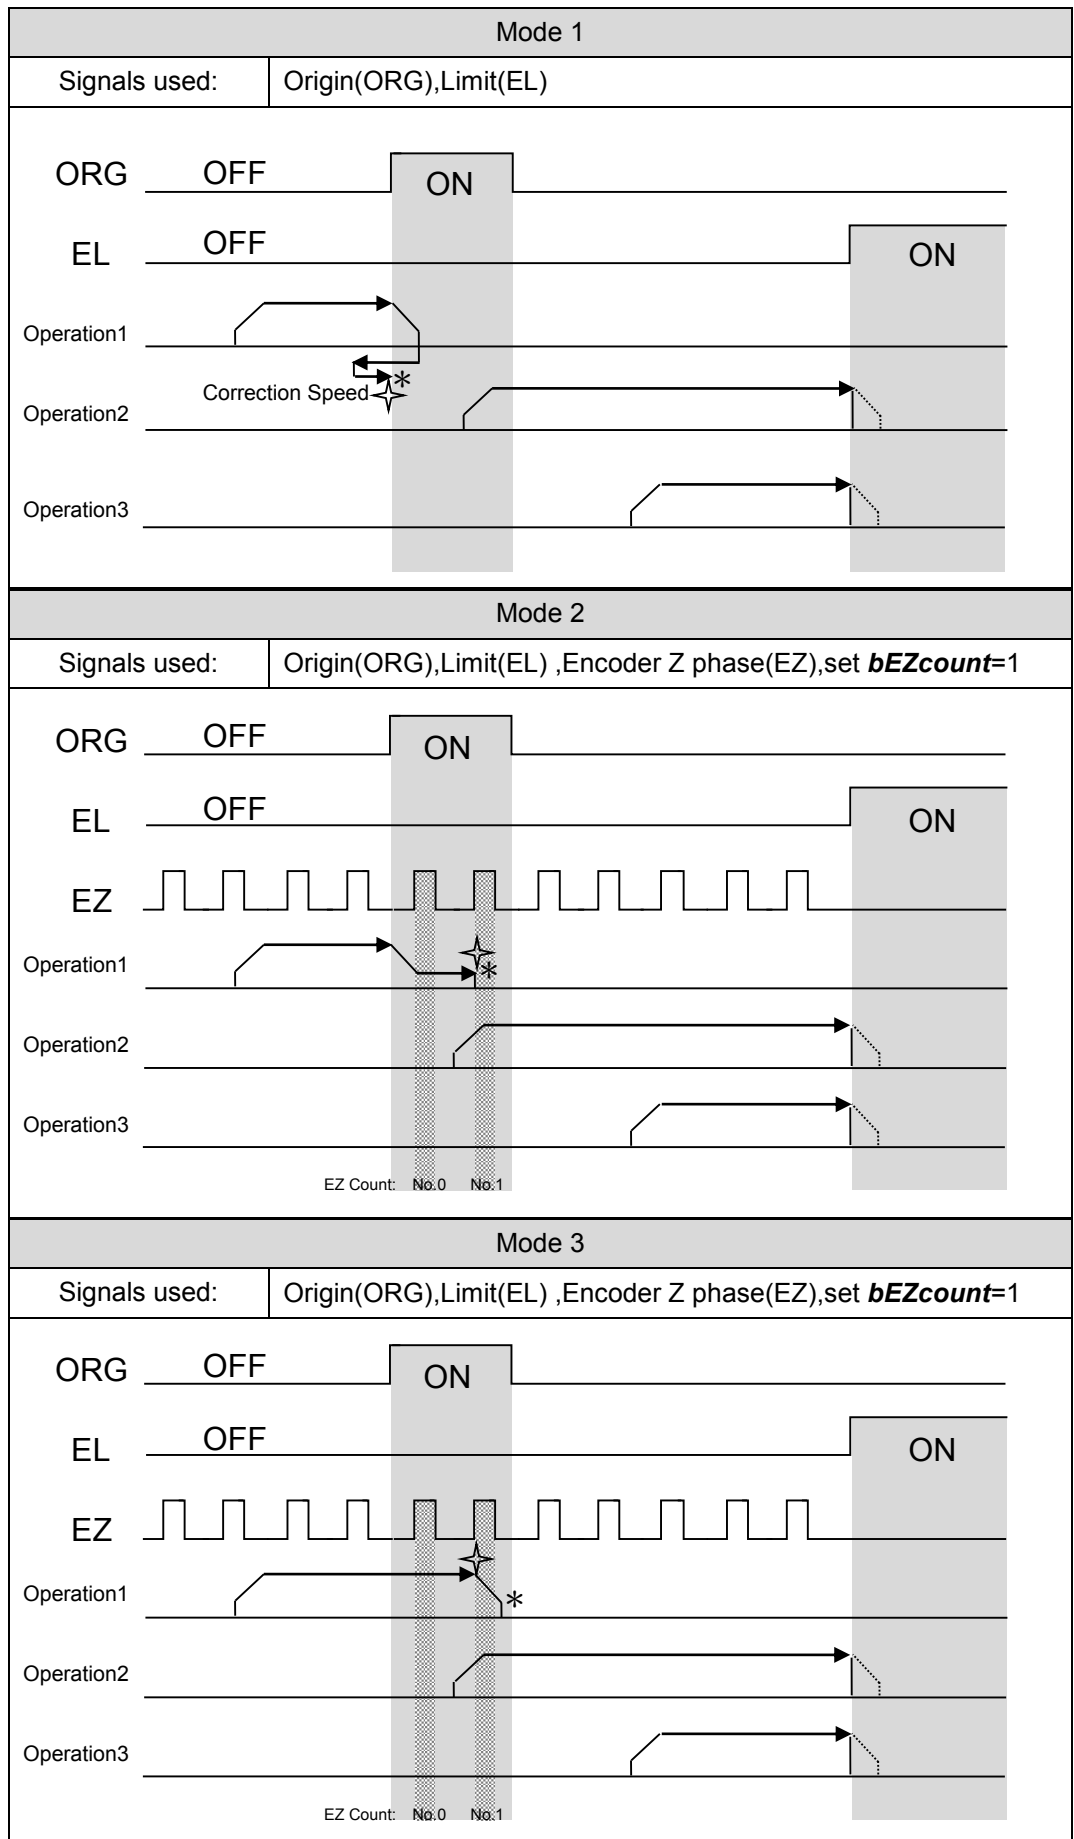 Mode 1
Signals used: Origin(ORG),Limit(EL)
ORG OFF ON
EL OFF ON
Operation1
Correction Speed *
Operation2
Operation3
Mode 2
Signals used: Origin(ORG),Limit(EL) ,Encoder Z phase(EZ),set bEZcount=1
ORG OFF ON
EL OFF ON
EZ
Operation1 *
Operation2
Operation3
EZ Count: No.0 No.1
Mode 3
Signals used: Origin(ORG),Limit(EL) ,Encoder Z phase(EZ),set bEZcount=1
ORG OFF ON
EL OFF ON
EZ
Operation1 *
Operation2
Operation3
EZ Count: No.0 No.1